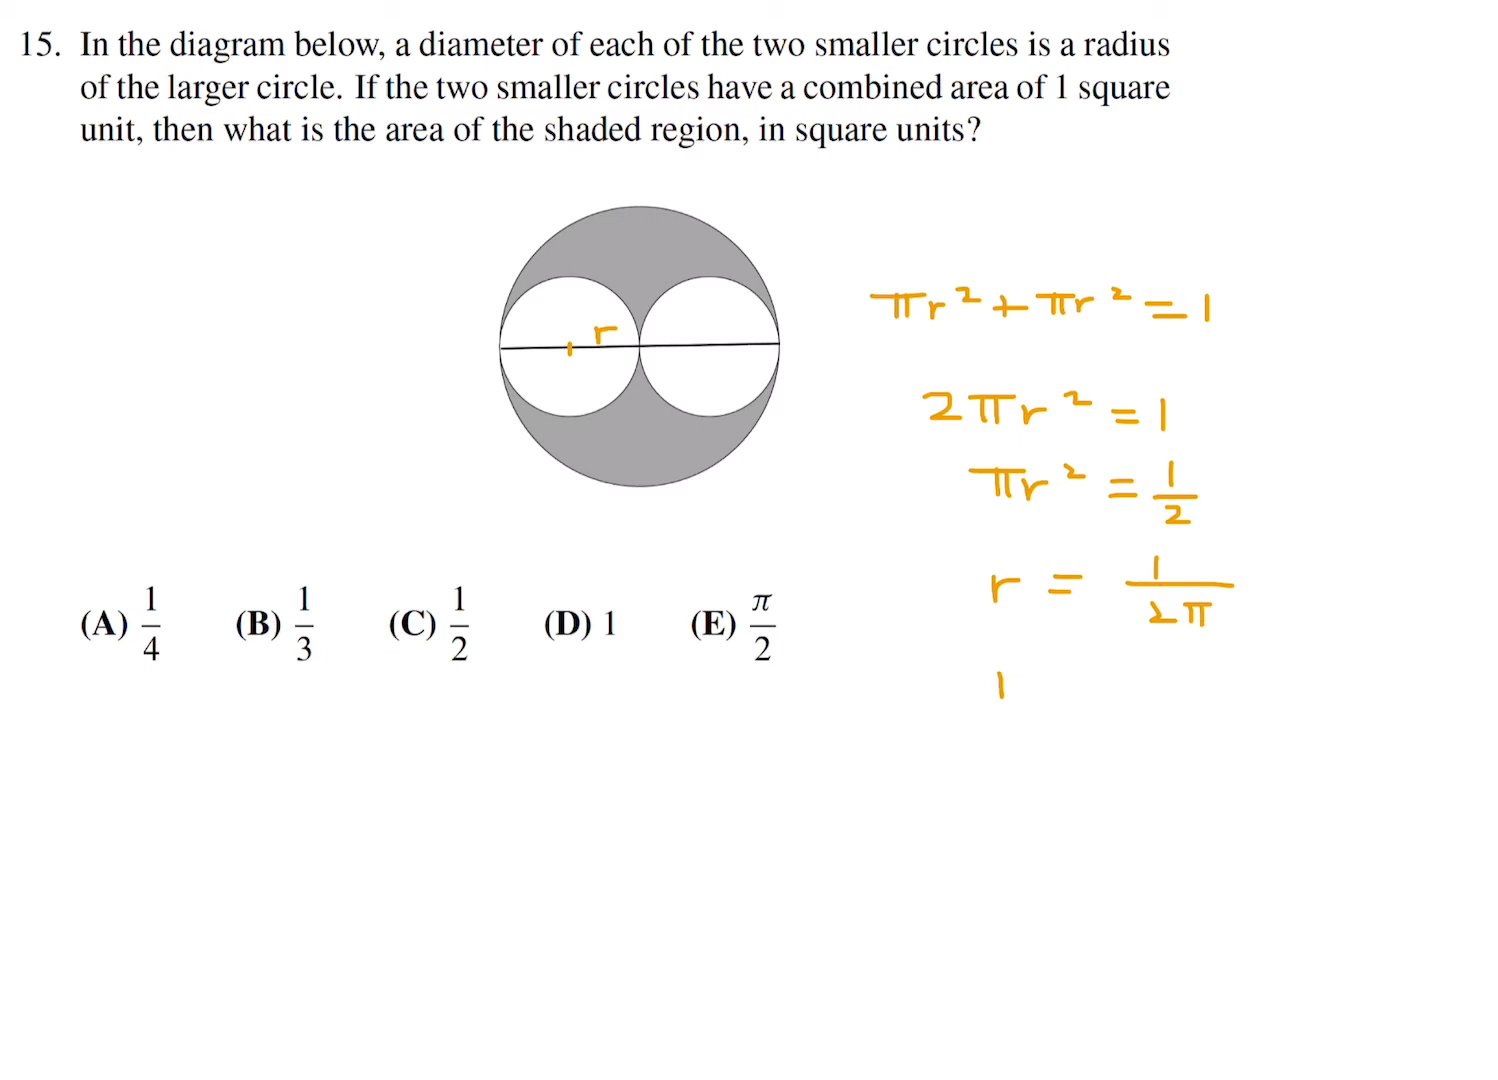 15. In the diagram below, a diameter of each of the two smaller circles is a radius
of the larger circle. If the two smaller circles have a combined area of 1 square
unit, then what is the area of the shaded region, in square units?
r
πr² + πr² = 1
2πr² = 1
πr² = 1/2
r = 1/2π
1
(A) 1/4 (B) 1/3 (C) 1/2 (D) 1 (E) π/2